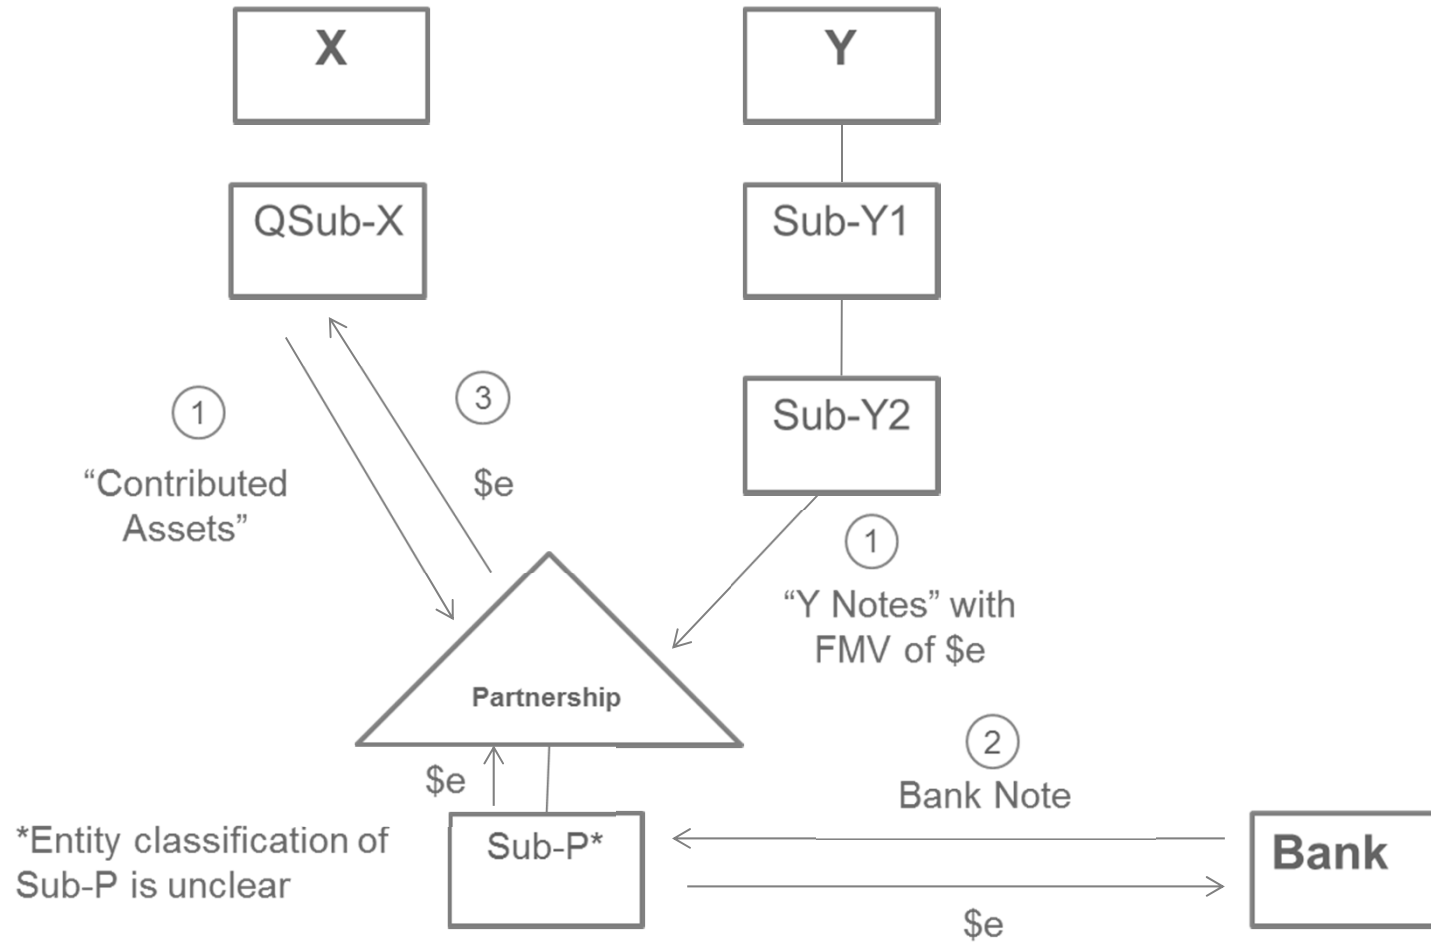 X
Y
QSub-X
Sub-Y1
Sub-Y2
1
“Contributed
Assets”
3
$e
1
“Y Notes” with
FMV of $e
Partnership
$e
2
Bank Note
*Entity classification of
Sub-P is unclear
Sub-P*
Bank
$e